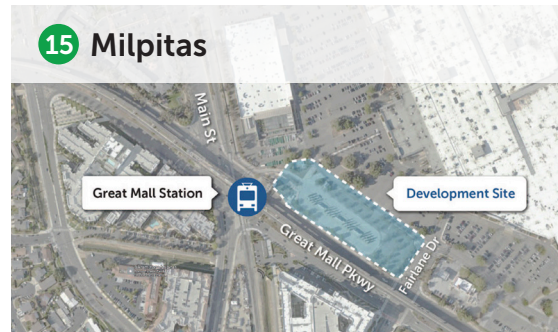 15 Milpitas
Main St
Great Mall Station
Development Site
Great Mall Pkwy
Fairlane Dr